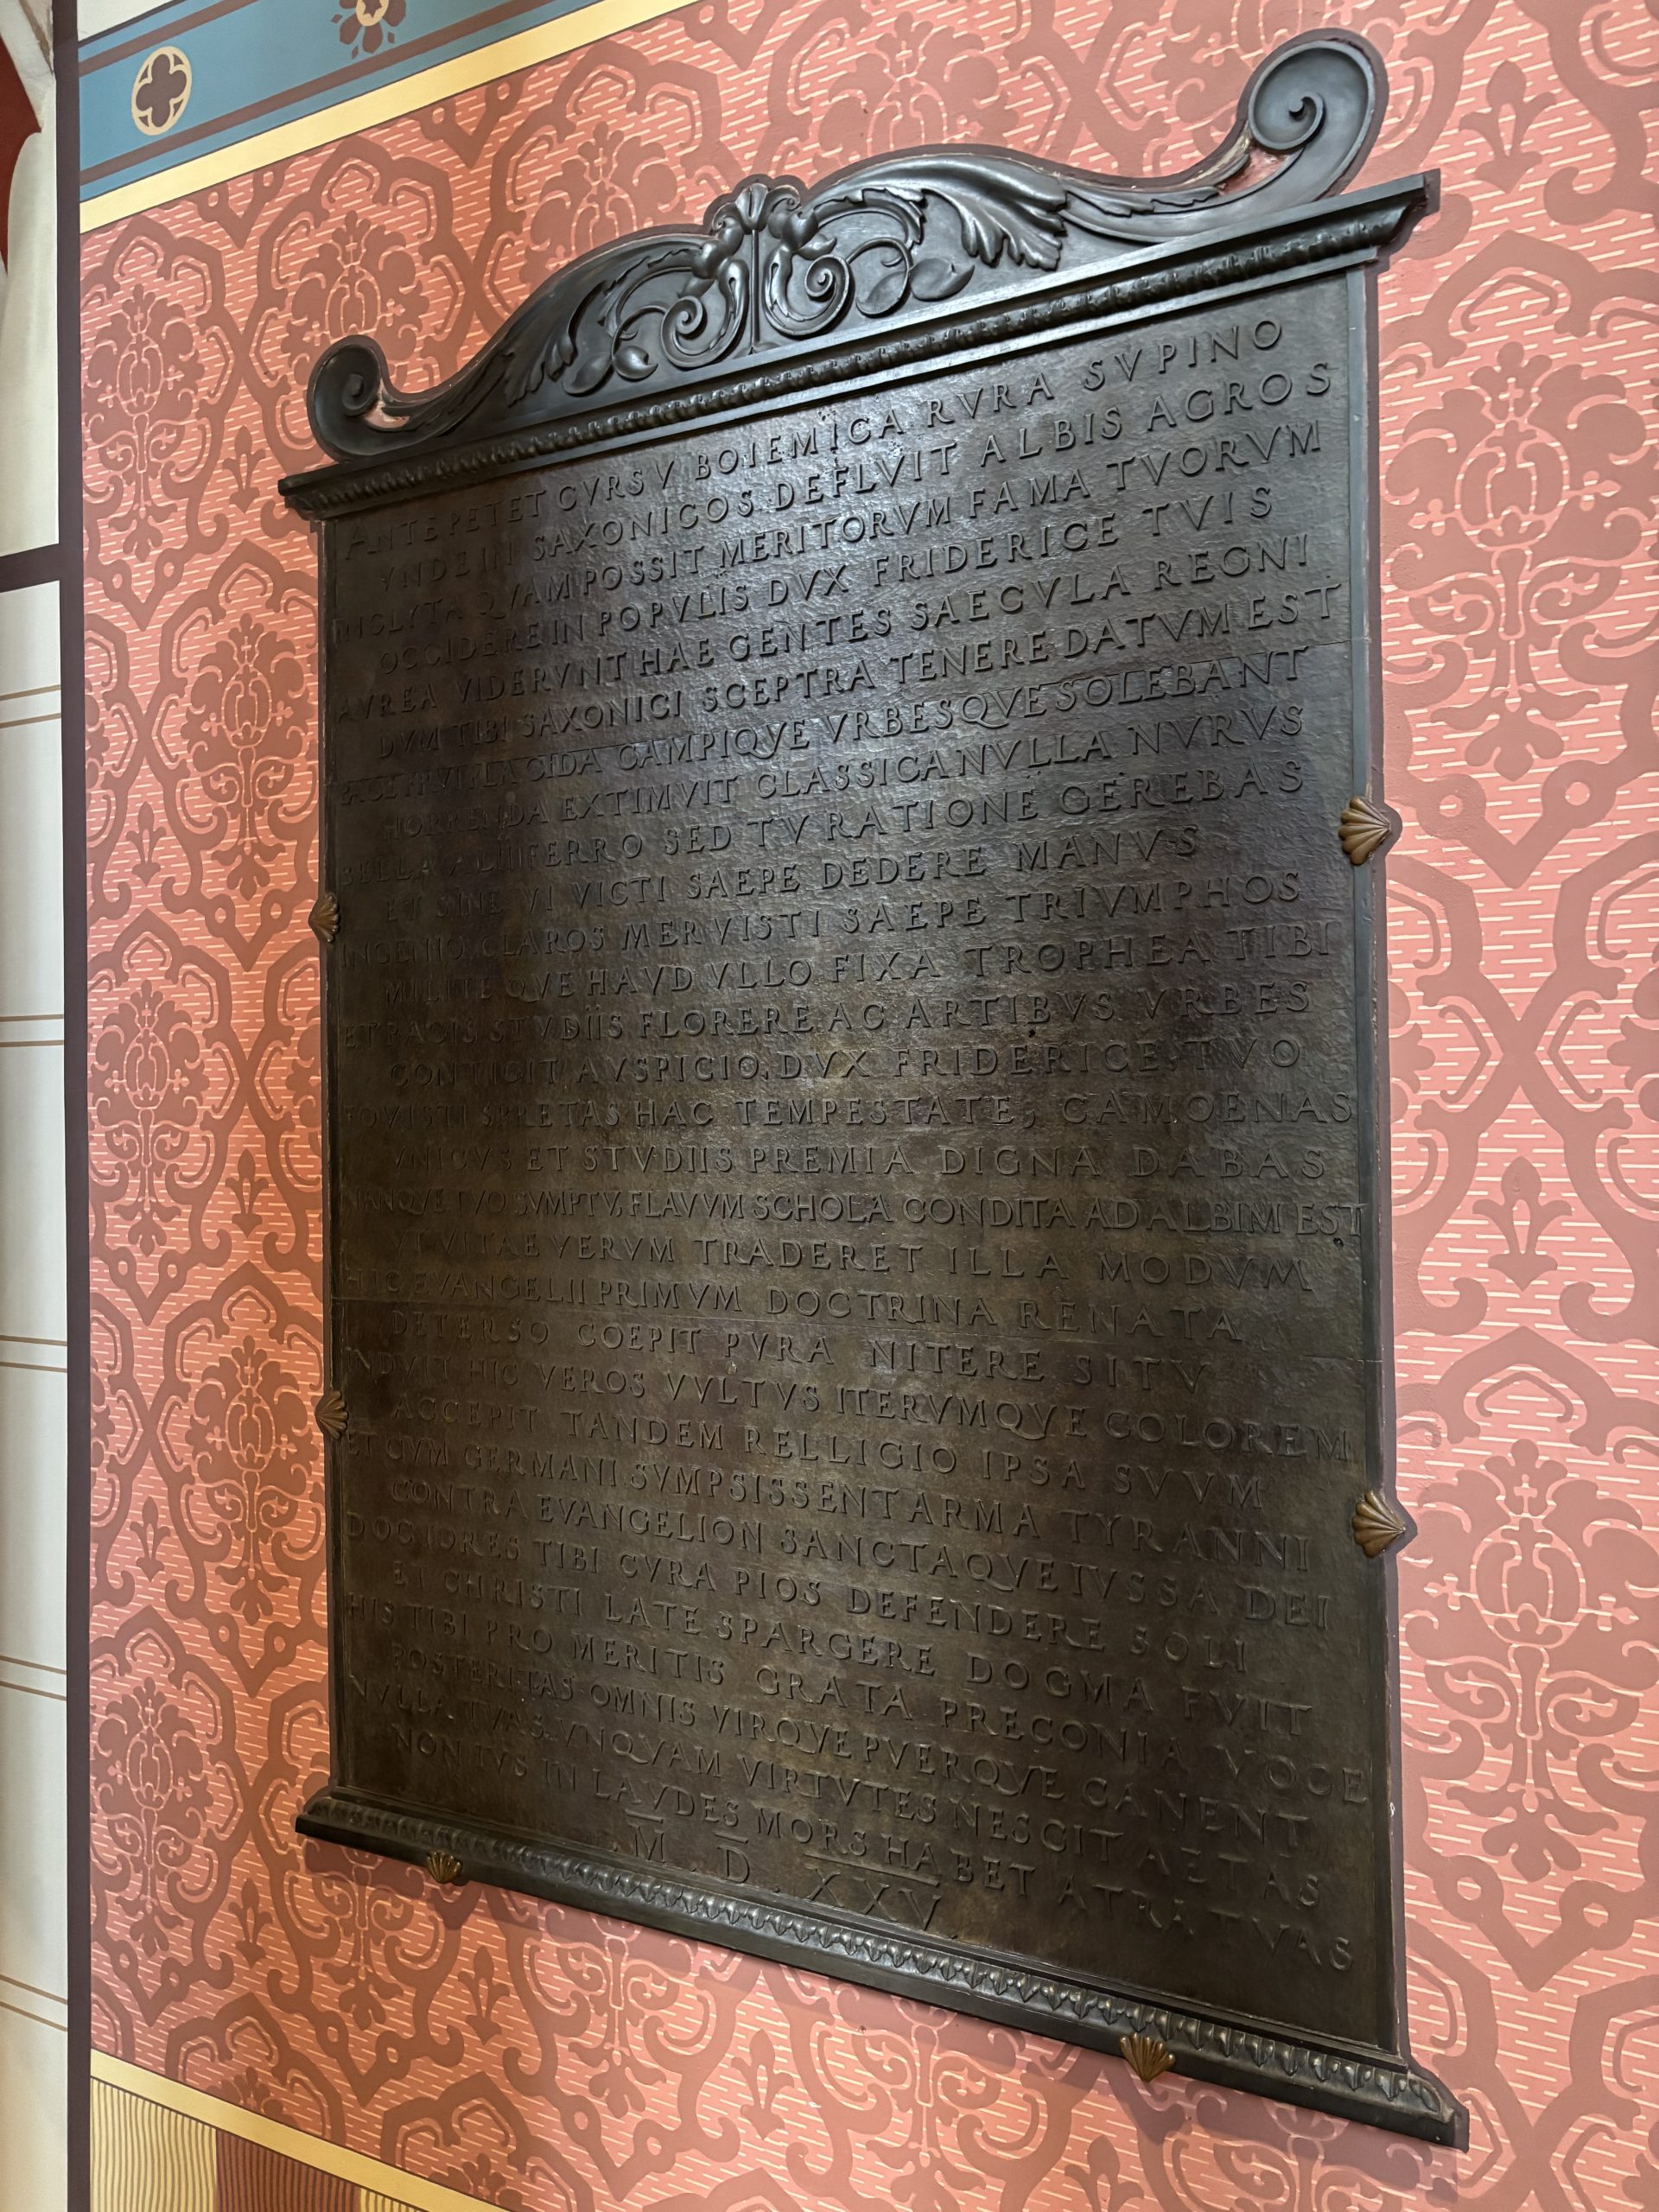 ANTE PETET CVRSV BOIEMICA RVRA SVPINO
VNDE IN SAXONICOS DEFLVIT ALBIS AGROS
INCLYTA QVAM POSSIT MERITORVM FAMA TVORVM
OCCIDERE IN POPVLIS DVX FRIDERICE TVIS
AVREA VIDERVNT HAE GENTES SAECVLA REGNI
DVM TIBI SAXONICI SCEPTRA TENERE DATVM EST
PACE FRVI PLACIDA CAMPIQVE VRBESQVE SOLEBANT
HORRENDA EXTIMVIT CLASSICA NVLLA NVRVS
BELLA ALII FERRO SED TV RATIONE GEREBAS
ET SINE VI VICTI SAEPE DEDERE MANVS
INGENIO CLAROS MERVISTI SAEPE TRIVMPHOS
MILITE QVE HAVD VLLO FIXA TROPHEA TIBI
ET PACIS STVDIIS FLORERE AC ARTIBVS VRBES
CONTIGIT AVSPICIO, DVX FRIDERICE, TVO
FOVISTI SPRETAS HAC TEMPESTATE, CAMOENAS
VNICVS ET STVDIIS PREMIA DIGNA DABAS
NANQVE TVO SVMPTV, FLAVVM SCHOLA CONDITA AD ALBIM EST
VT VITAE VERVM TRADERET ILLA MODVM
HIC EVANGELII PRIMVM DOCTRINA RENATA
DETERSO COEPIT PVRA NITERE SITV
INDVIT HIC VEROS VVLTVS ITERVMQVE COLOREM
ACCEPIT TANDEM RELLIGIO IPSA SVVM
ET CVM GERMANI SVMPSISSENT ARMA TYRANNI
CONTRA EVANGELION SANCTAQVE IVSSA DEI
DOCTORES TIBI CVRA PIOS DEFENDERE SOLI
ET CHRISTI LATE SPARGERE DOGMA FVIT
HIS TIBI PRO MERITIS GRATA PRECONIA VOCE
POSTERITAS OMNIS VIRQVE PVERQVE CANENT
NVLLA TVAS VNQVAM VIRTVTES NESCIT AETAS
NON IVS IN LAVDES MORS HABET ATRA TVAS
M. D. XXV